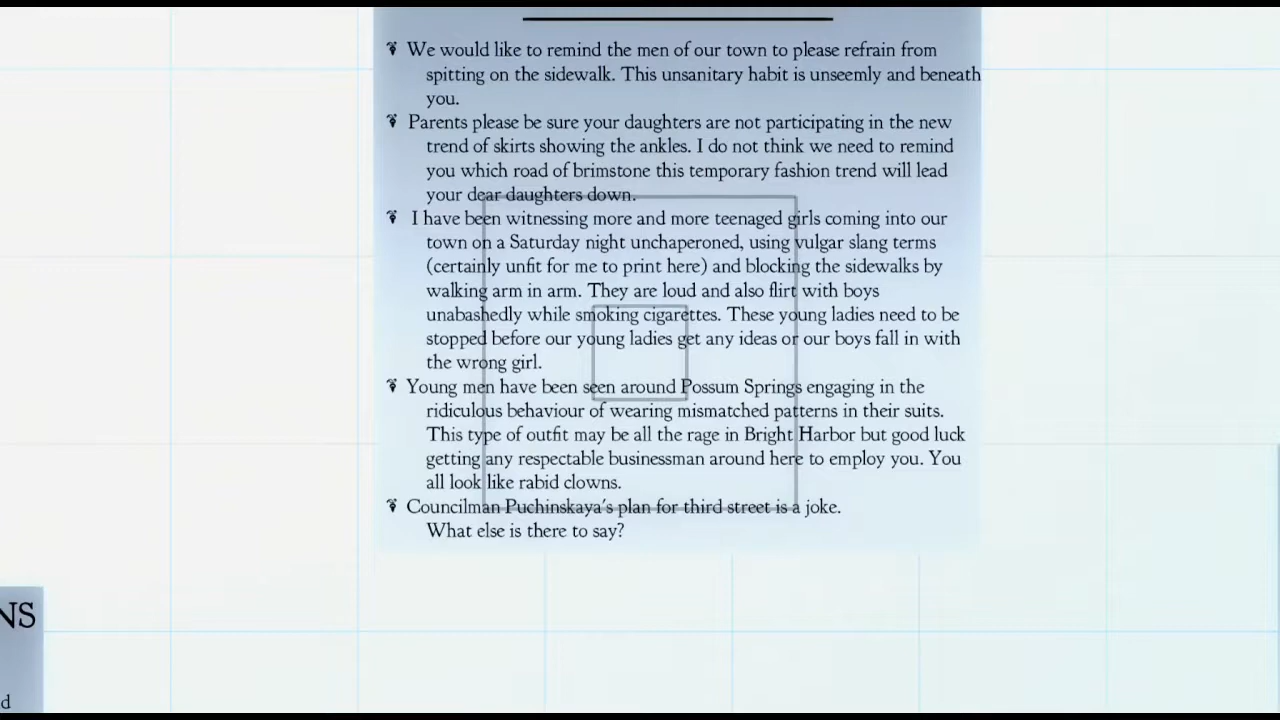 We would like to remind the men of our town to please refrain from
spitting on the sidewalk. This unsanitary habit is unseemly and beneath
you.
Parents please be sure your daughters are not participating in the new
trend of skirts showing the ankles. I do not think we need to remind
you which road of brimstone this temporary fashion trend will lead
your dear daughters down.
I have been witnessing more and more teenaged girls coming into our
town on a Saturday night unchaperoned, using vulgar slang terms
(certainly unfit for me to print here) and blocking the sidewalks by
walking arm in arm. They are loud and also flirt with boys
unabashedly while smoking cigarettes. These young ladies need to be
stopped before our young ladies get any ideas or our boys fall in with
the wrong girl.
Young men have been seen around Possum Springs engaging in the
ridiculous behaviour of wearing mismatched patterns in their suits.
This type of outfit may be all the rage in Bright Harbor but good luck
getting any respectable businessman around here to employ you. You
all look like rabid clowns.
Councilman Puchinskaya's plan for third street is a joke.
What else is there to say?
NS
d